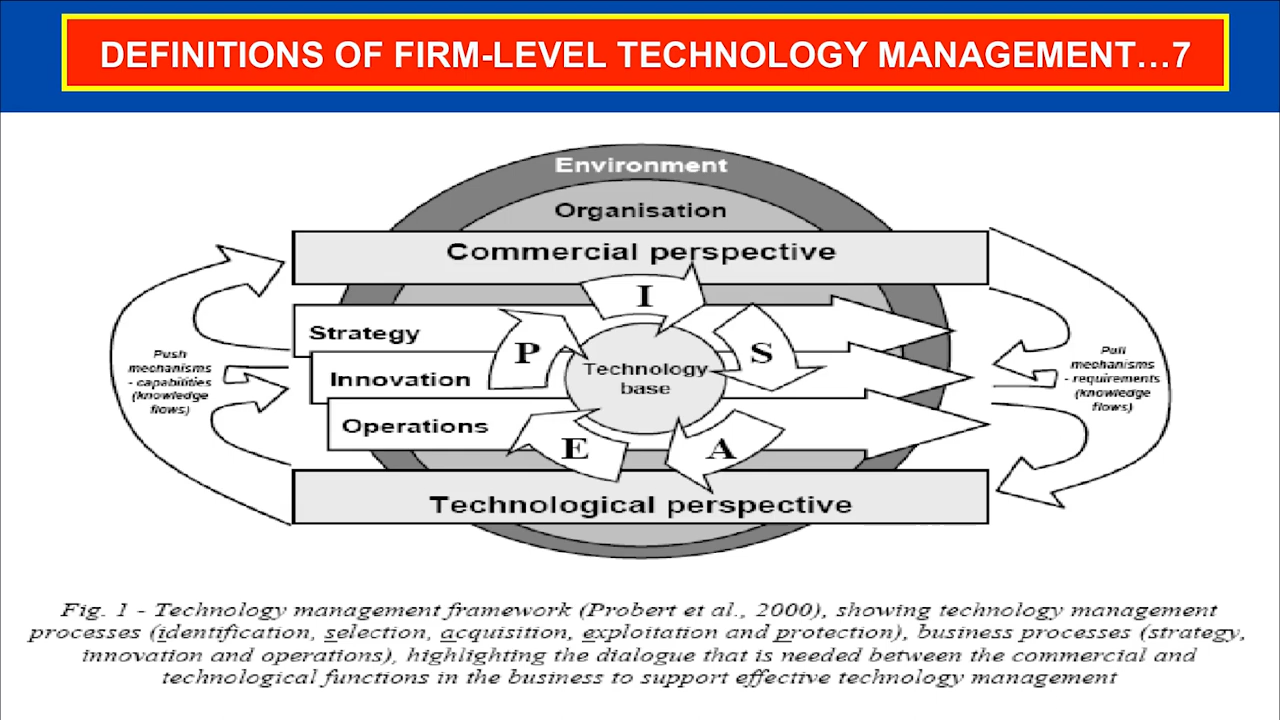 DEFINITIONS OF FIRM-LEVEL TECHNOLOGY MANAGEMENT...7
Environment
Organisation
Commercial perspective
I
Strategy
P
S
Push
mechanisms
- capabilities
(knowledge
flows)
Technology
base
Pull
mechanisms
- requirements
(knowledge
flows)
Innovation
Operations
E
A
Technological perspective
Fig. 1 - Technology management framework (Probert et al., 2000), showing technology management
processes (identification, selection, acquisition, exploitation and protection), business processes (strategy,
innovation and operations), highlighting the dialogue that is needed between the commercial and
technological functions in the business to support effective technology management